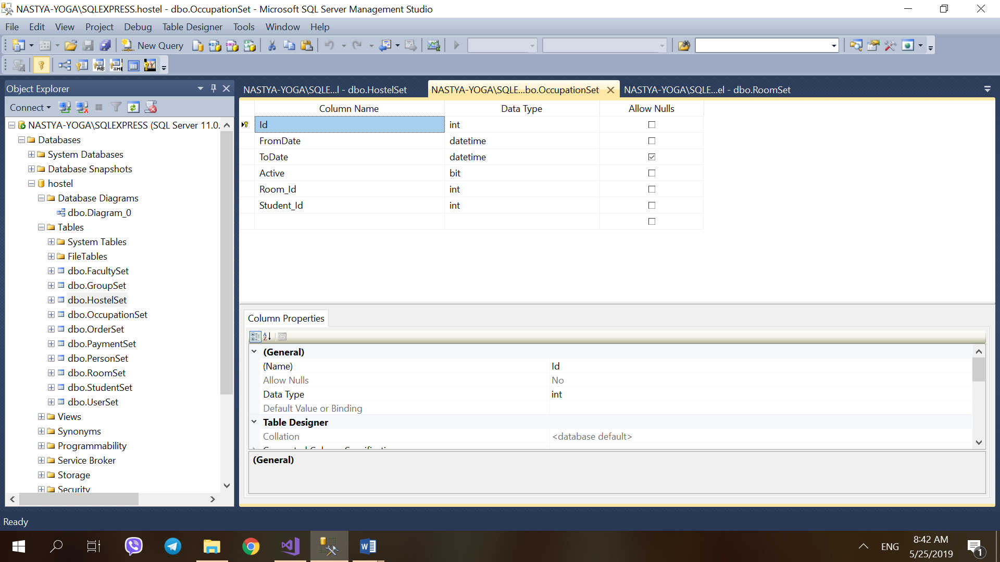 NASTYA-YOGA\SQLEXPRESS.hostel - dbo.OccupationSet - Microsoft SQL Server Management Studio
File Edit View Project Debug Table Designer Tools Window Help
New Query
Object Explorer
Connect
NASTYA-YOGA\SQLEXPRESS (SQL Server 11.0.
Databases
System Databases
Database Snapshots
hostel
Database Diagrams
dbo.Diagram_0
Tables
System Tables
FileTables
dbo.FacultySet
dbo.GroupSet
dbo.HostelSet
dbo.OccupationSet
dbo.OrderSet
dbo.PaymentSet
dbo.PersonSet
dbo.RoomSet
dbo.StudentSet
dbo.UserSet
Views
Synonyms
Programmability
Service Broker
Storage
Security
NASTYA-YOGA\SQLE...l - dbo.HostelSet NASTYA-YOGA\SQLE...bo.OccupationSet NASTYA-YOGA\SQLE...el - dbo.RoomSet
Column Name Data Type Allow Nulls
Id int
FromDate datetime
ToDate datetime
Active bit
Room_Id int
Student_Id int
Column Properties
(General)
(Name) Id
Allow Nulls No
Data Type int
Default Value or Binding
Table Designer
Collation <database default>
(General)
Ready
ENG
8:42 AM
5/25/2019
1